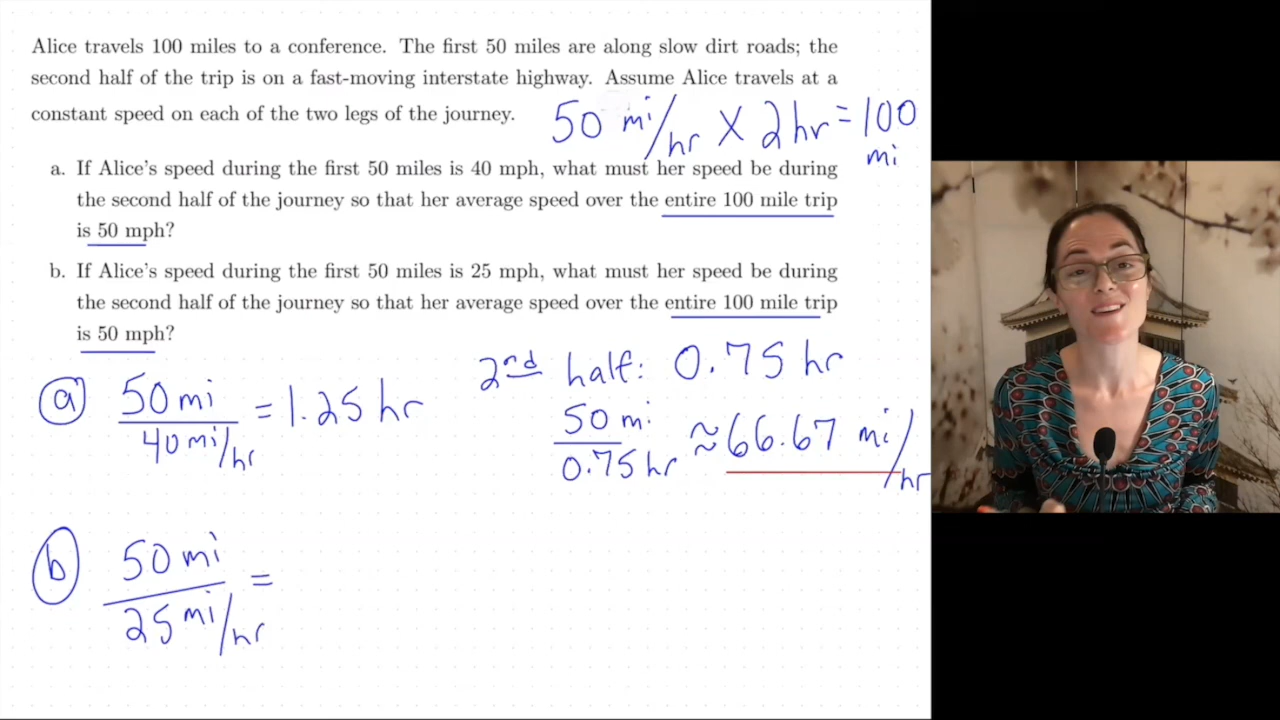 Alice travels 100 miles to a conference. The first 50 miles are along slow dirt roads; the
second half of the trip is on a fast-moving interstate highway. Assume Alice travels at a
constant speed on each of the two legs of the journey.
50 mi/hr X 2 hr = 100 mi
a. If Alice's speed during the first 50 miles is 40 mph, what must her speed be during
the second half of the journey so that her average speed over the entire 100 mile trip
is 50 mph?
b. If Alice's speed during the first 50 miles is 25 mph, what must her speed be during
the second half of the journey so that her average speed over the entire 100 mile trip
is 50 mph?
2nd half: 0.75 hr
a 50 mi / 40 mi/hr = 1.25 hr
50 mi / 0.75 hr ≈ 66.67 mi/hr
b 50 mi / 25 mi/hr =